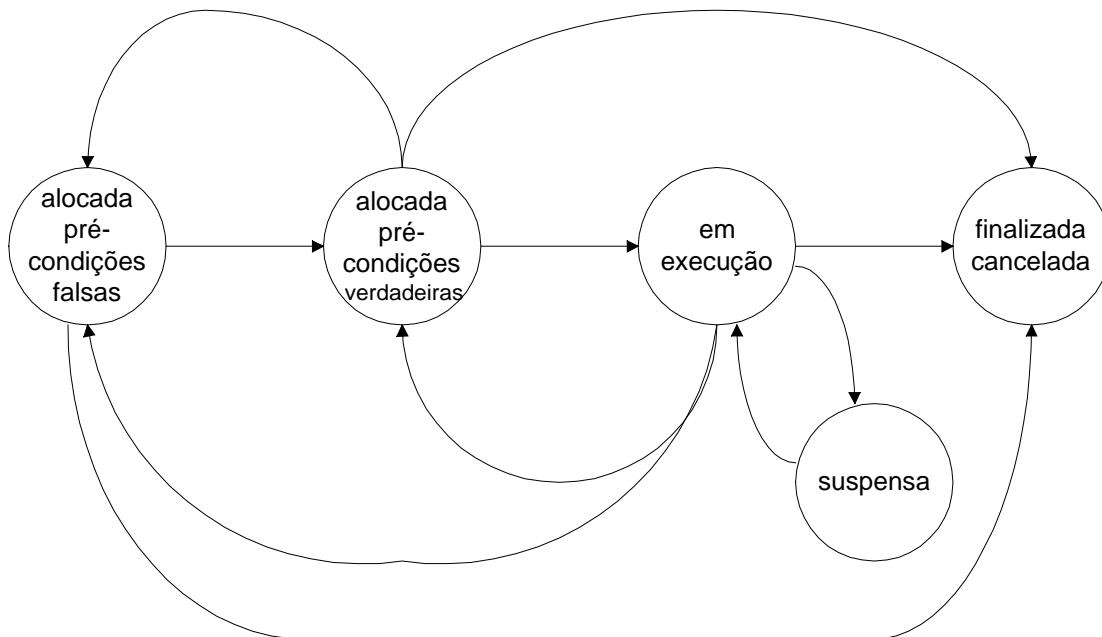 alocada
pré-
condições
falsas
alocada
pré-
condições
verdadeiras
em
execução
finalizada
cancelada
suspensa